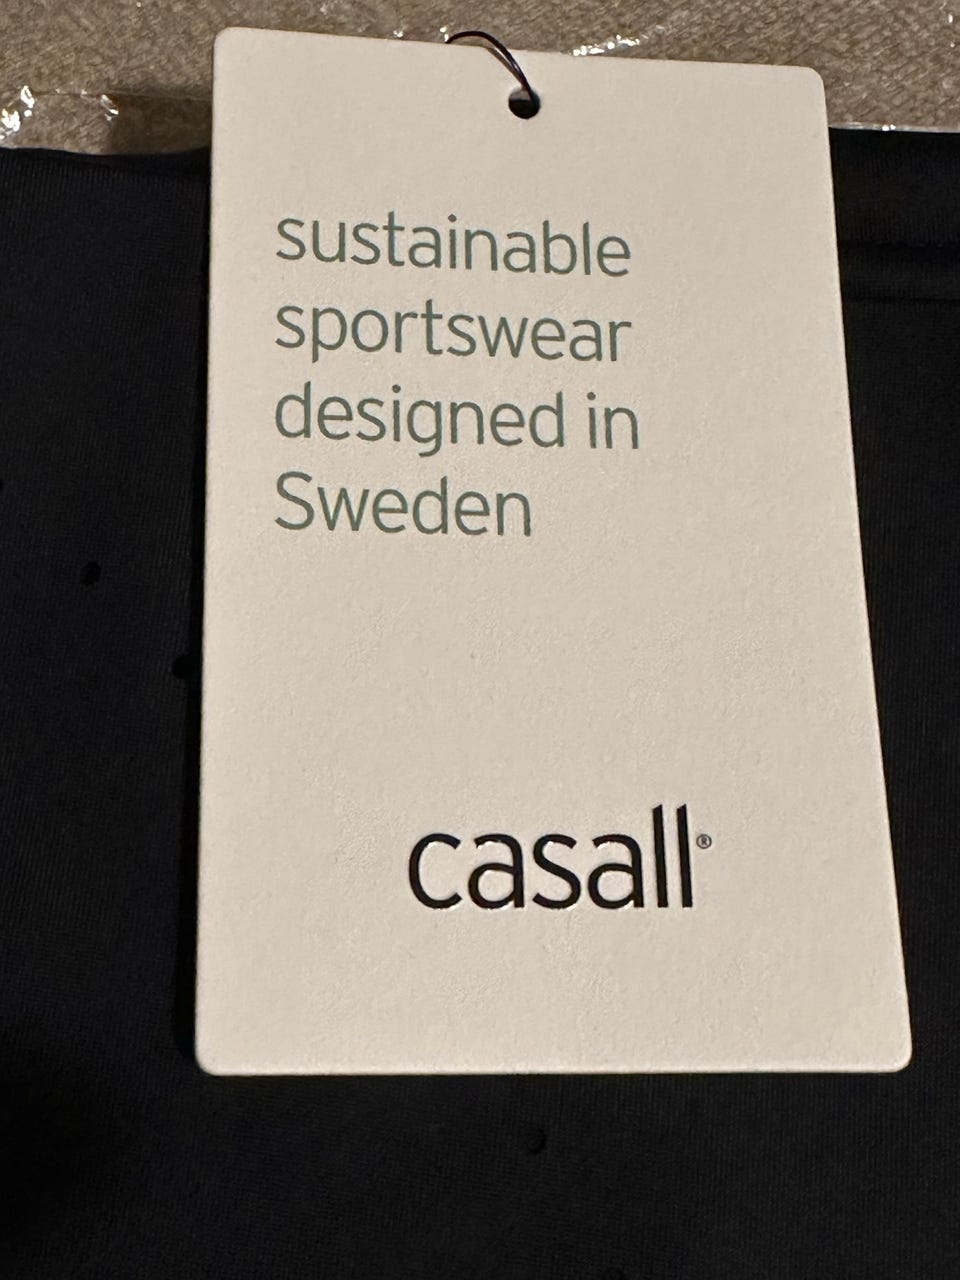 sustainable
sportswear
designed in
Sweden
casall®